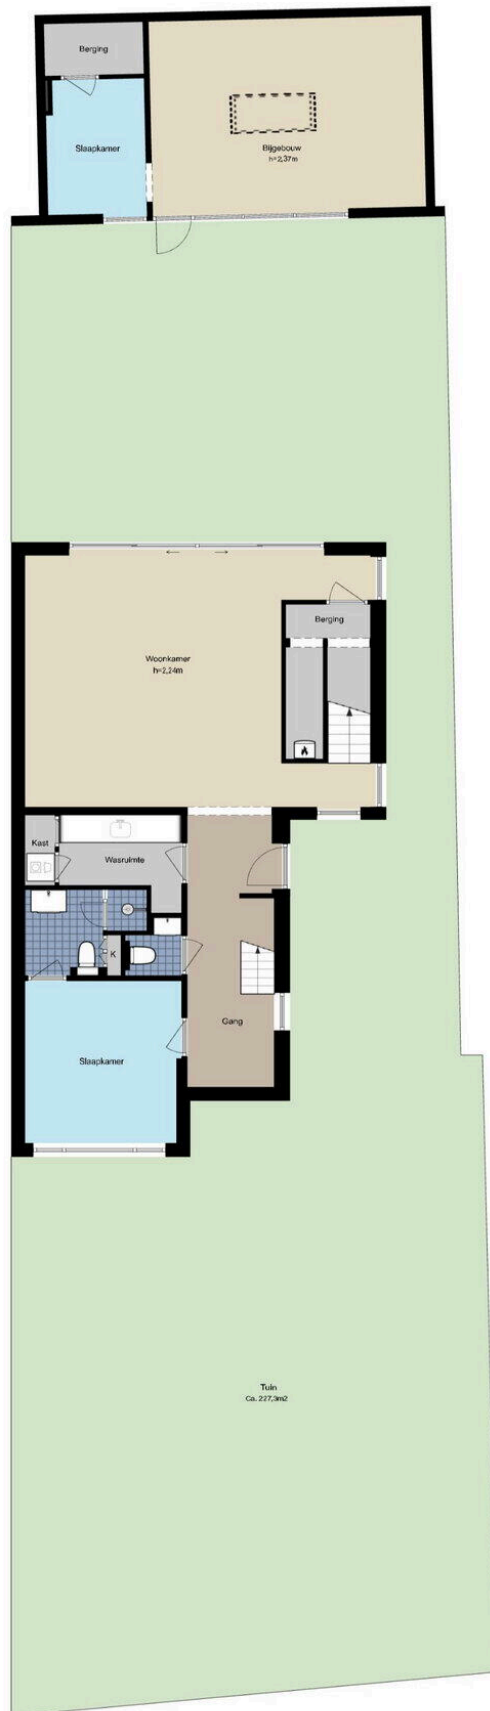 Berging
Slaapkamer
Bijgebouw
h=2,37m
Berging
Woonkamer
h=2,24m
Kast
Wasruimte
K
Gang
Slaapkamer
Tuin
Ca. 227,3m2